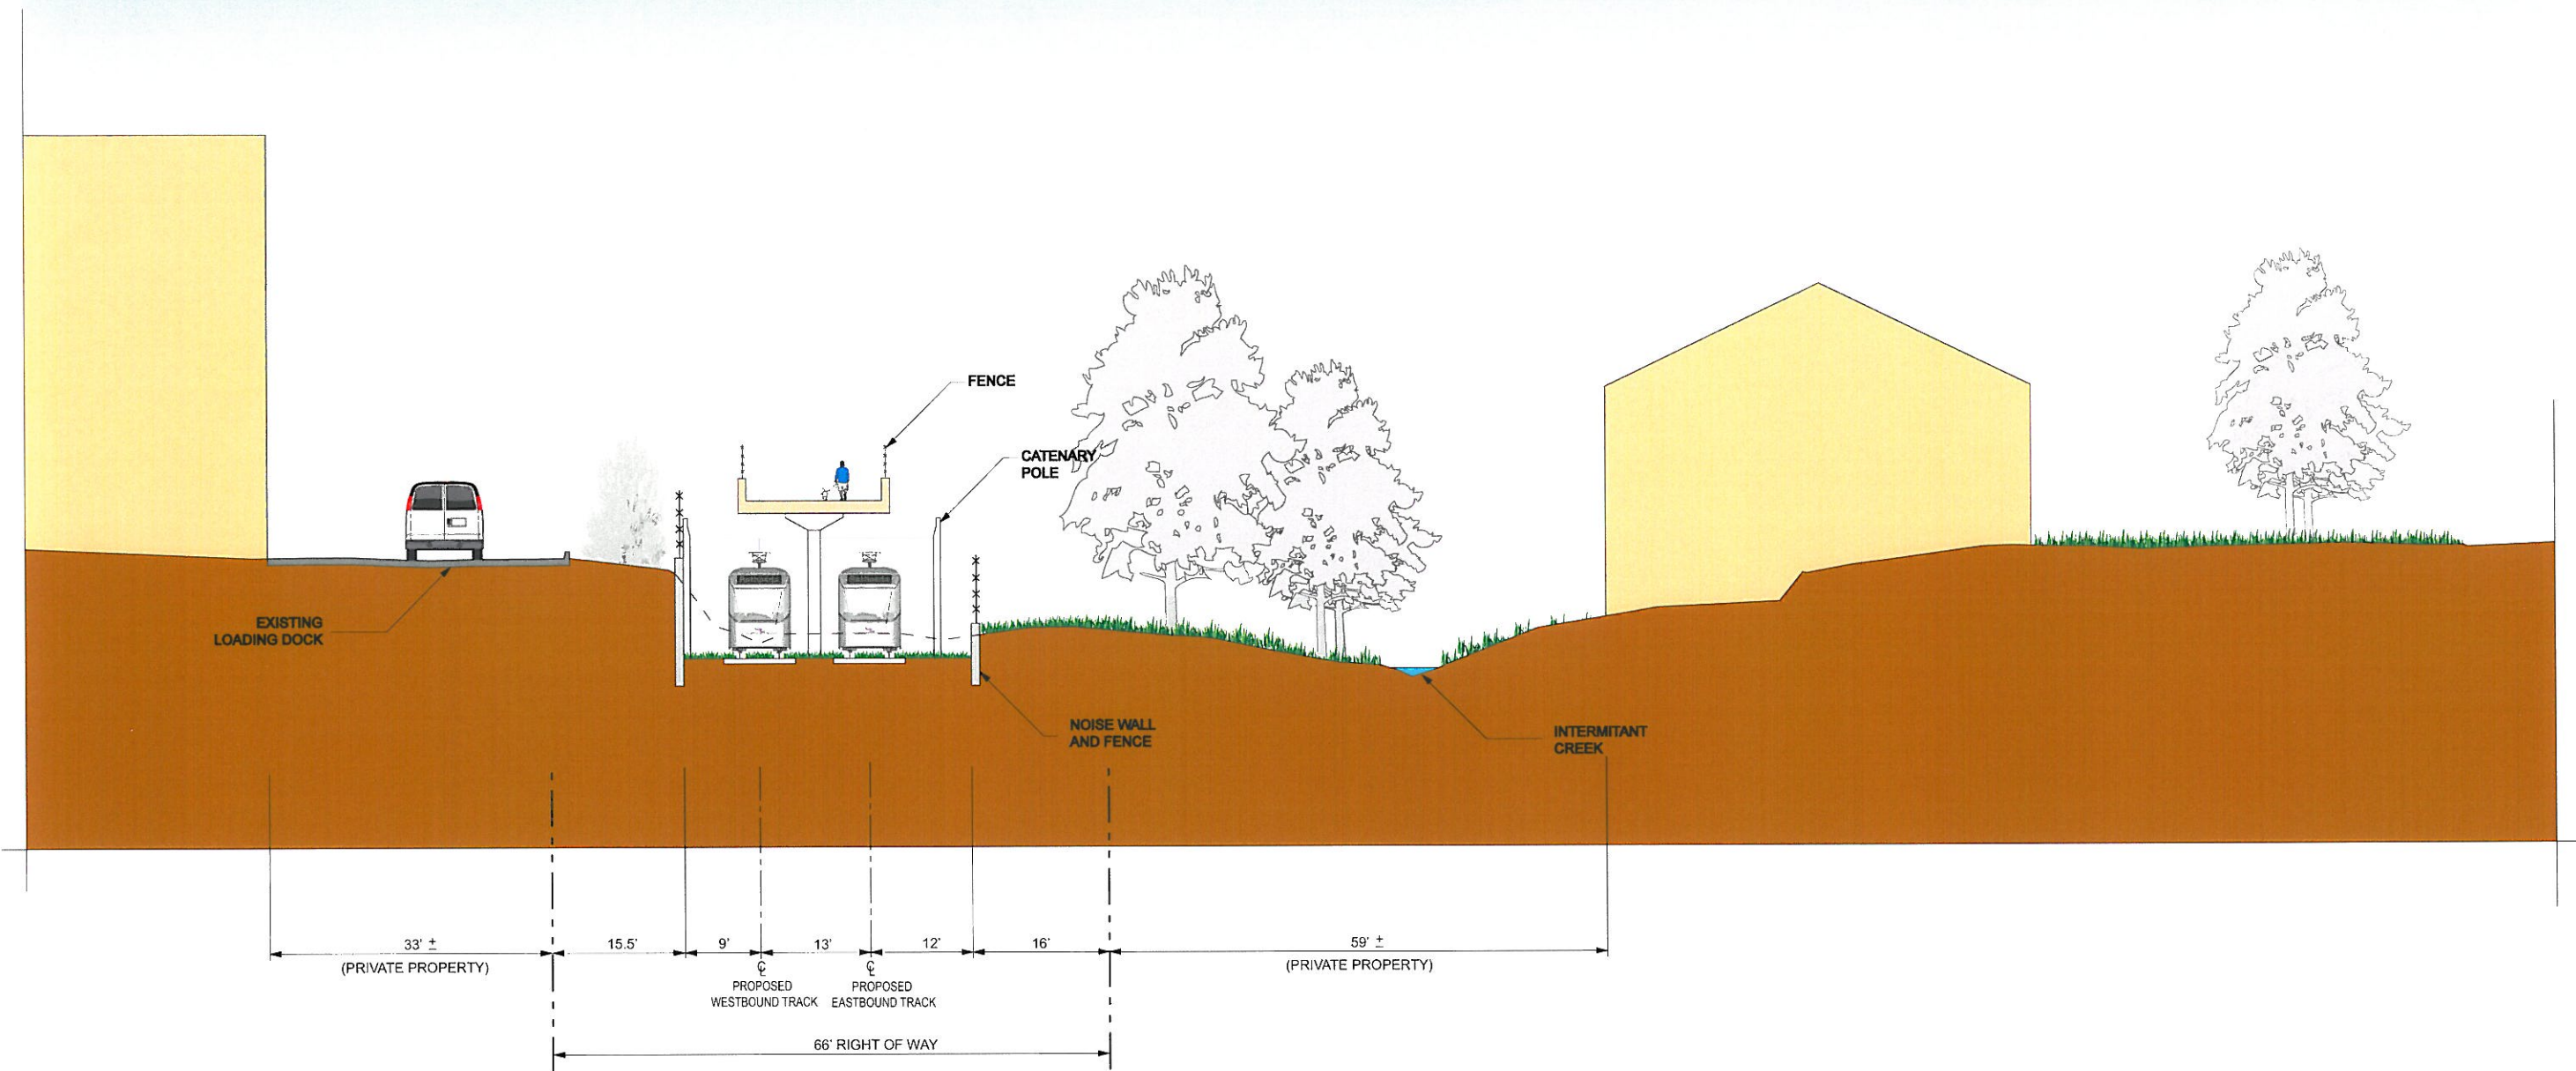 FENCE
CATENARY
POLE
EXISTING
LOADING DOCK
NOISE WALL
AND FENCE
INTERMITANT
CREEK
33' ±
(PRIVATE PROPERTY)
15.5'
9'
13'
12'
16'
59' ±
(PRIVATE PROPERTY)
℄
PROPOSED
WESTBOUND TRACK
℄
PROPOSED
EASTBOUND TRACK
66' RIGHT OF WAY